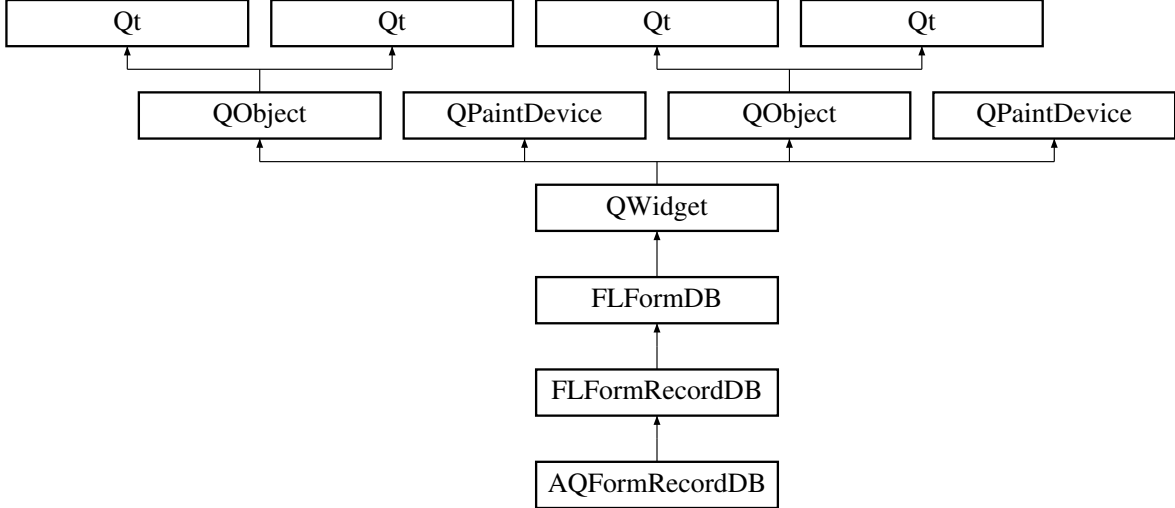 Qt Qt Qt Qt
QObject QPaintDevice QObject QPaintDevice
QWidget
FLFormDB
FLFormRecordDB
AQFormRecordDB